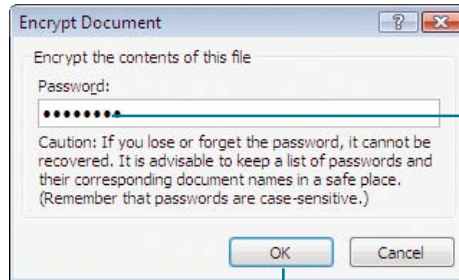 Encrypt Document
Encrypt the contents of this file
Password:
••••••••
Caution: If you lose or forget the password, it cannot be
recovered. It is advisable to keep a list of passwords and
their corresponding document names in a safe place.
(Remember that passwords are case-sensitive.)
OK Cancel